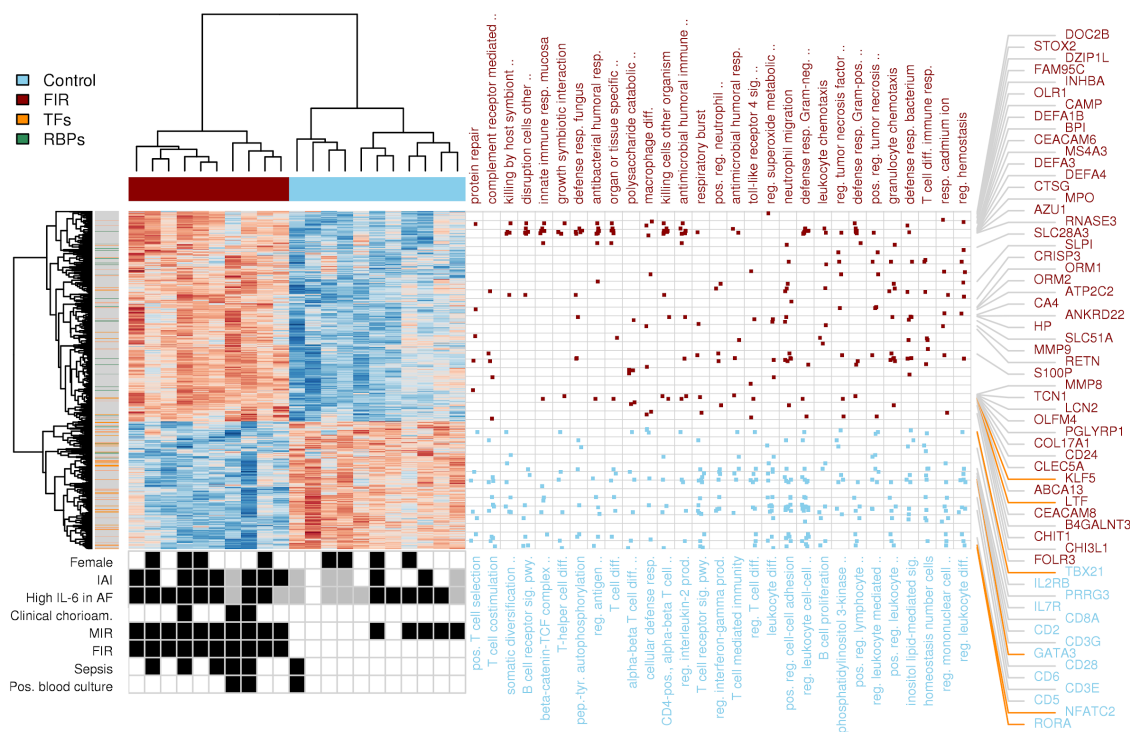 Control
FIR
TFs
RBPs
protein repair
complement receptor mediated ..
killing by host symbiont ..
disruption cells other ..
innate immune resp. mucosa
growth symbiotic interaction
defense resp. fungus
antibacterial humoral resp.
organ or tissue specific ..
polysaccharide catabolic ..
macrophage diff.
killing cells other organism
antimicrobial humoral immune ..
respiratory burst
pos. reg. neutrophil ..
antimicrobial humoral resp.
toll-like receptor 4 sig. ..
reg. superoxide metabolic ..
neutrophil migration
defense resp. Gram-neg. ..
leukocyte chemotaxis
reg. tumor necrosis factor ..
defense resp. Gram-pos. ..
pos. reg. tumor necrosis ..
granulocyte chemotaxis
defense resp. bacterium
T cell diff. immune resp.
resp. cadmium ion
reg. hemostasis
DOC2B
STOX2
DZIP1L
FAM95C
INHBA
OLR1
CAMP
DEFA1B
BPI
CEACAM6
MS4A3
DEFA3
DEFA4
CTSG
MPO
AZU1
RNASE3
SLC28A3
SLPI
CRISP3
ORM1
ORM2
ATP2C2
CA4
ANKRD22
HP
SLC51A
MMP9
RETN
S100P
MMP8
TCN1
LCN2
OLFM4
PGLYRP1
COL17A1
CD24
CLEC5A
KLF5
ABCA13
LTF
CEACAM8
B4GALNT3
CHIT1
CHI3L1
FOLR3
TBX21
IL2RB
PRRG3
IL7R
CD8A
CD2
CD3G
GATA3
CD28
CD6
CD3E
CD5
NFATC2
RORA
Female
IAI
High IL-6 in AF
Clinical chorioam.
MIR
FIR
Sepsis
Pos. blood culture
pos. T cell selection
T cell costimulation
somatic diversification ..
B cell receptor sig. pwy.
beta-catenin-TCF complex ..
T-helper cell diff.
pep.-tyr. autophosphorylation
reg. antigen ..
T cell diff.
alpha-beta T cell diff. ..
cellular defense resp.
CD4-pos., alpha-beta T cell ..
reg. interleukin-2 prod.
T cell receptor sig. pwy.
reg. interferon-gamma prod.
T cell mediated immunity
reg. T cell diff.
leukocyte diff.
pos. reg. cell-cell adhesion
reg. leukocyte cell-cell ..
B cell proliferation
phosphatidylinositol 3-kinase ..
pos. reg. lymphocyte ..
reg. leukocyte mediated ..
pos. reg. leukocyte ..
inositol lipid-mediated sig.
homeostasis number cells
reg. mononuclear cell ..
reg. leukocyte diff.